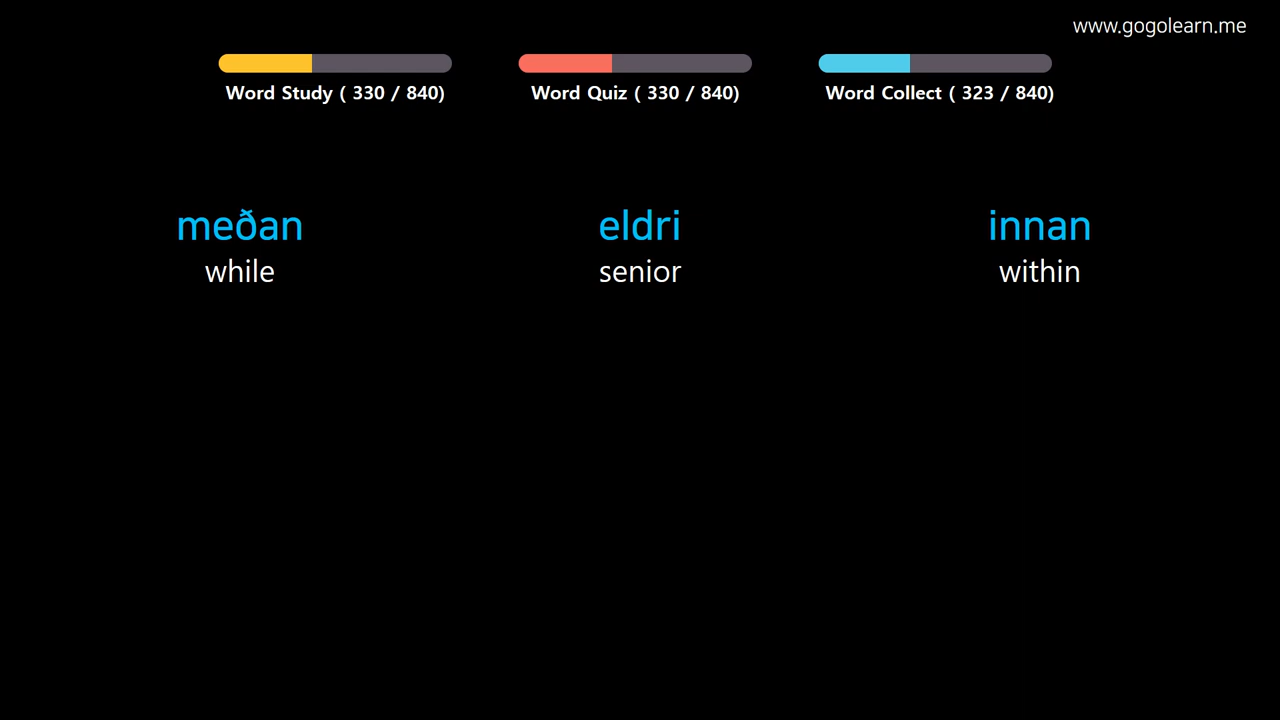 www.gogolearn.me
Word Study ( 330 / 840)
Word Quiz ( 330 / 840)
Word Collect ( 323 / 840)
meðan
while
eldri
senior
innan
within